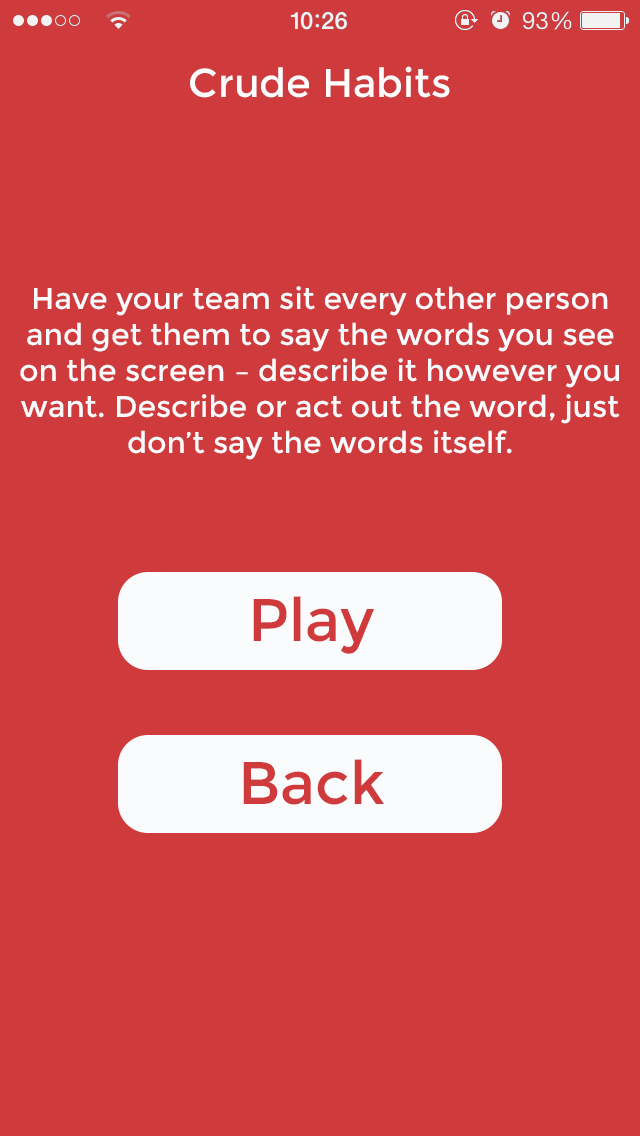 10:26
93%
Crude Habits
Have your team sit every other person
and get them to say the words you see
on the screen – describe it however you
want. Describe or act out the word, just
don’t say the words itself.
Play
Back